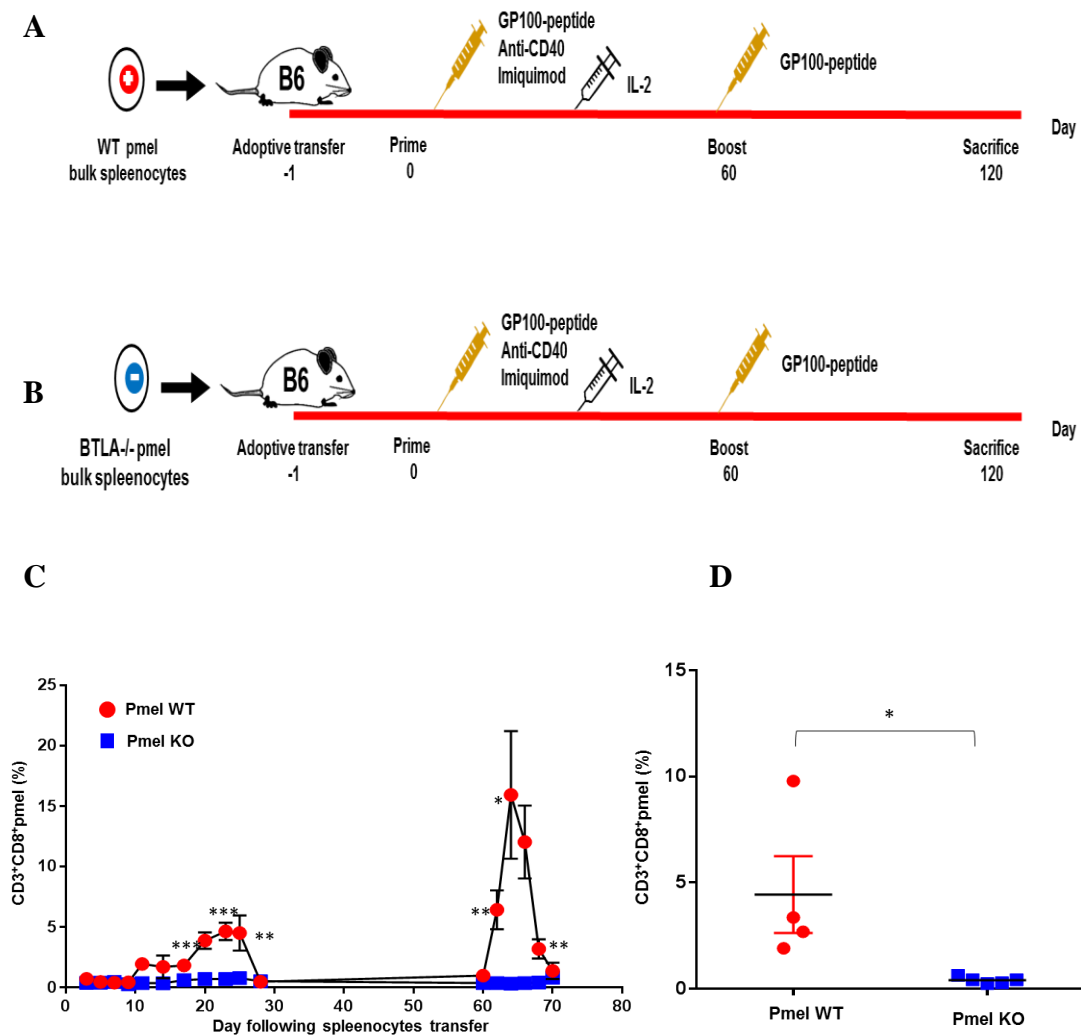 A
GP100-peptide
Anti-CD40
Imiquimod
B6
IL-2
GP100-peptide
Day
WT pmel
bulk spleenocytes
Adoptive transfer
-1
Prime
0
Boost
60
Sacrifice
120
B
GP100-peptide
Anti-CD40
Imiquimod
B6
IL-2
GP100-peptide
Day
BTLA-/- pmel
bulk spleenocytes
Adoptive transfer
-1
Prime
0
Boost
60
Sacrifice
120
C
CD3⁺CD8⁺pmel (%)
25
20
15
10
5
0
Pmel WT
Pmel KO
***
***
**
**
*
**
0 10 20 30 40 50 60 70 80
Day following spleenocytes transfer
D
CD3⁺CD8⁺pmel (%)
15
10
5
0
*
Pmel WT
Pmel KO